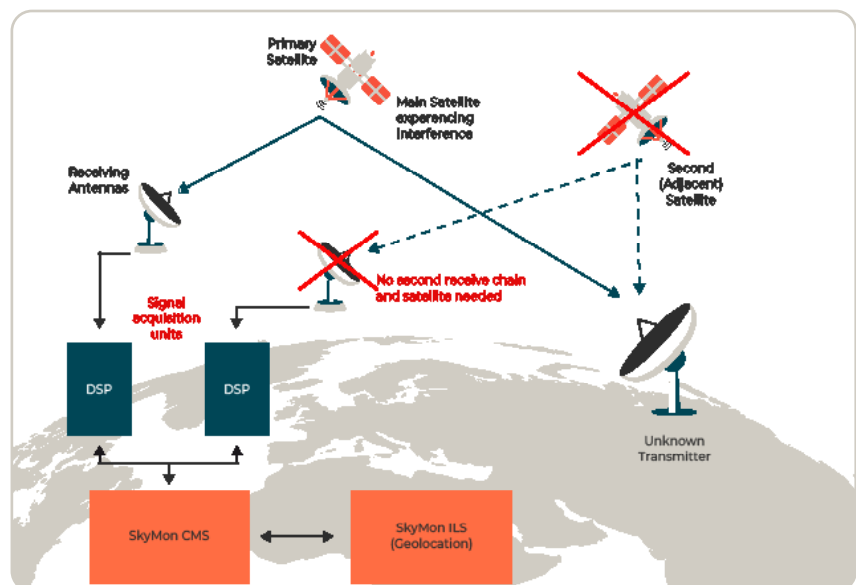 Primary
Satellite
Main Satellite
experencing
Interference
Receiving
Antennas
Second
(Adjacent)
Satellite
No second receive chain
and satellite needed
Signal
acquisition
units
DSP
DSP
Unknown
Transmitter
SkyMon CMS
SkyMon ILS
(Geolocation)